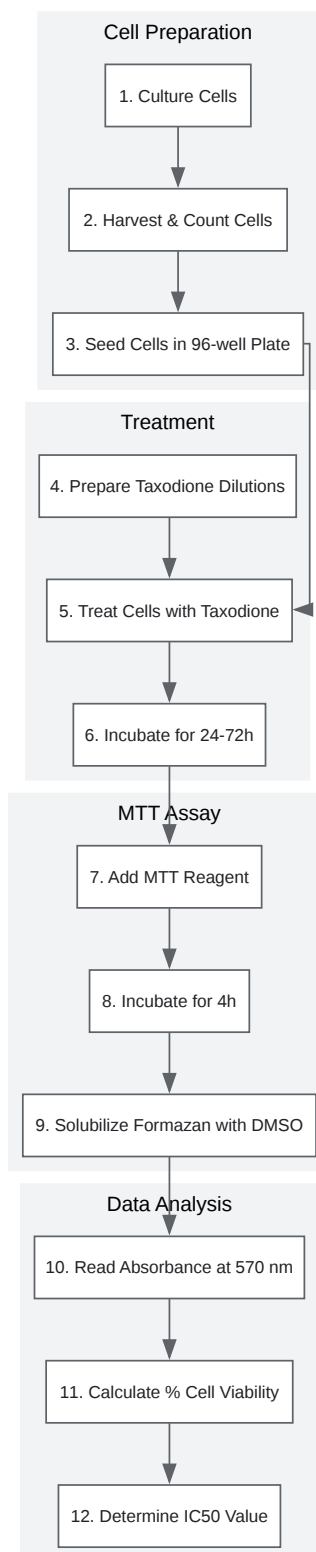 Cell Preparation
1. Culture Cells
2. Harvest & Count Cells
3. Seed Cells in 96-well Plate
Treatment
4. Prepare Taxodione Dilutions
5. Treat Cells with Taxodione
6. Incubate for 24-72h
MTT Assay
7. Add MTT Reagent
8. Incubate for 4h
9. Solubilize Formazan with DMSO
Data Analysis
10. Read Absorbance at 570 nm
11. Calculate % Cell Viability
12. Determine IC50 Value